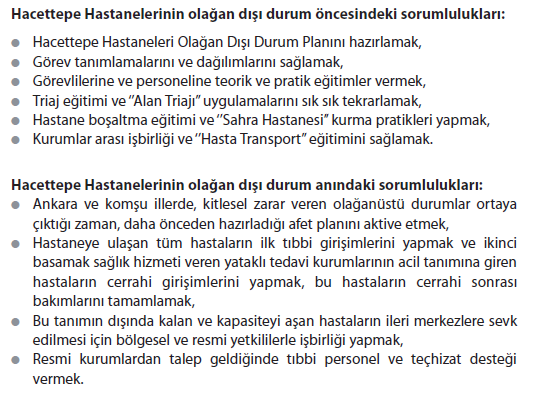 Hacettepe Hastanelerinin olağan dışı durum öncesindeki sorumlulukları:
● Hacettepe Hastaneleri Olağan Dışı Durum Planını hazırlamak,
● Görev tanımlamalarını ve dağılımlarını sağlamak,
● Görevlilerine ve personeline teorik ve pratik eğitimler vermek,
● Triaj eğitimi ve ‘’Alan Triajı’’ uygulamalarını sık sık tekrarlamak,
● Hastane boşaltma eğitimi ve ‘’Sahra Hastanesi’’ kurma pratikleri yapmak,
● Kurumlar arası işbirliği ve ‘’Hasta Transport’’ eğitimini sağlamak.
Hacettepe Hastanelerinin olağan dışı durum anındaki sorumlulukları:
● Ankara ve komşu illerde, kitlesel zarar veren olağanüstü durumlar ortaya
çıktığı zaman, daha önceden hazırladığı afet planını aktive etmek,
● Hastaneye ulaşan tüm hastaların ilk tıbbi girişimlerini yapmak ve ikinci
basamak sağlık hizmeti veren yataklı tedavi kurumlarının acil tanımına giren
hastaların cerrahi girişimlerini yapmak, bu hastaların cerrahi sonrası
bakımlarını tamamlamak,
● Bu tanımın dışında kalan ve kapasiteyi aşan hastaların ileri merkezlere sevk
edilmesi için bölgesel ve resmi yetkililerle işbirliği yapmak,
● Resmi kurumlardan talep geldiğinde tıbbi personel ve teçhizat desteği
vermek.